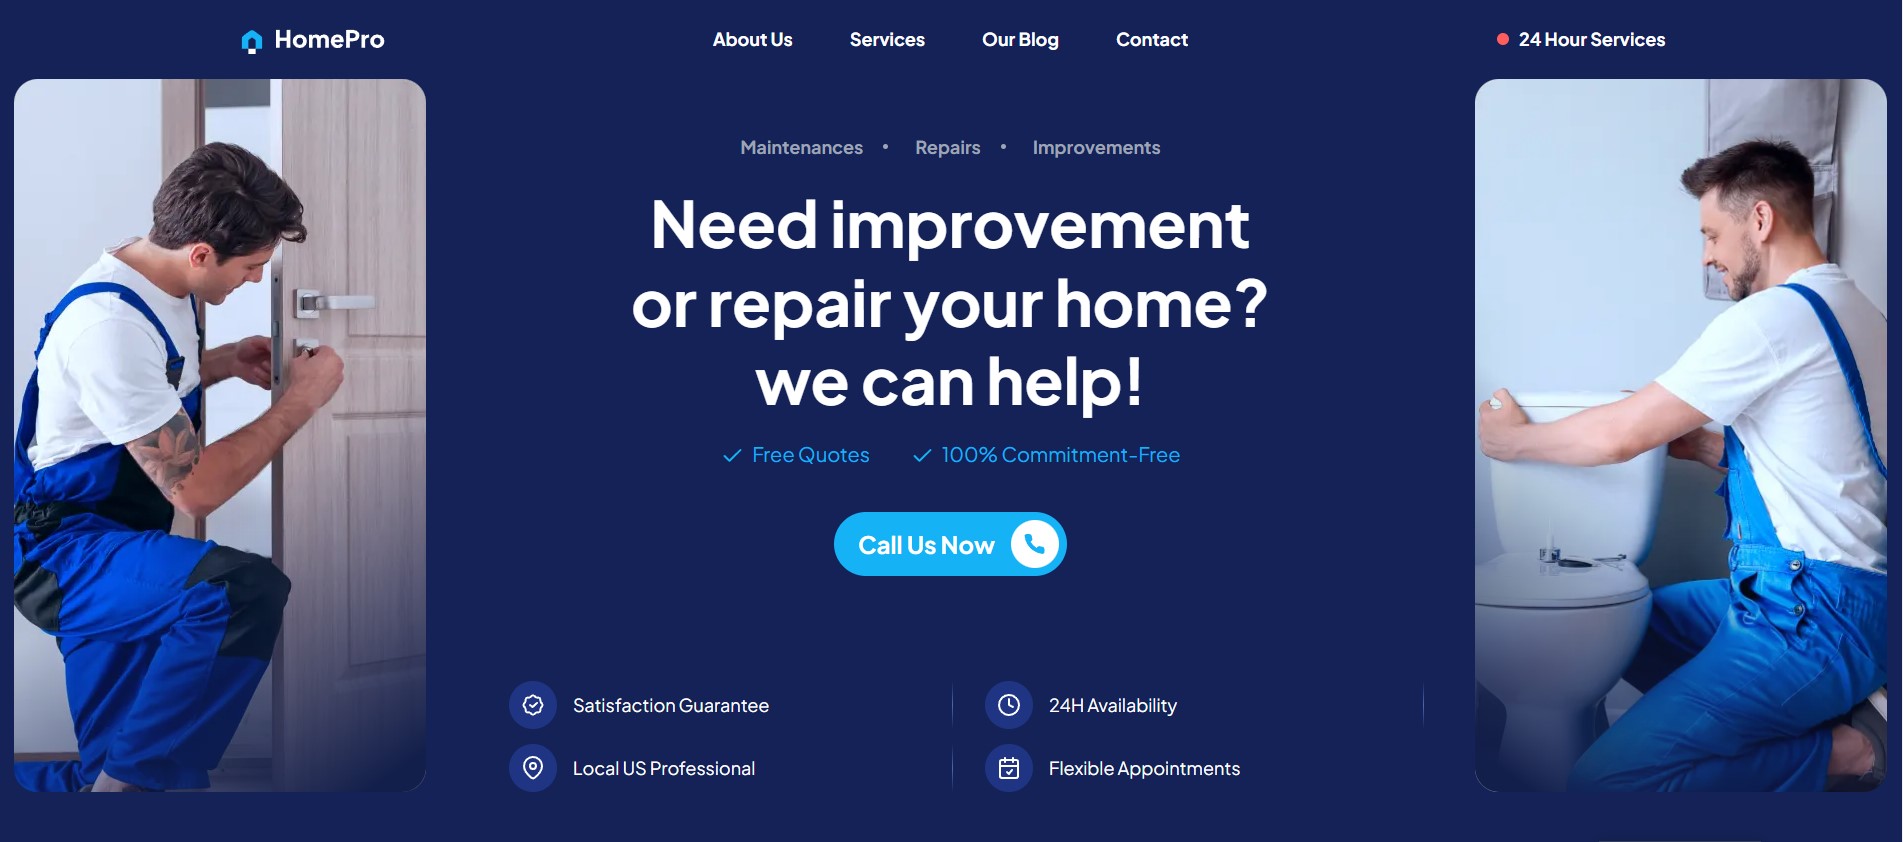 HomePro
About Us
Services
Our Blog
Contact
24 Hour Services
Maintenances • Repairs • Improvements
Need improvement
or repair your home?
we can help!
Free Quotes
100% Commitment-Free
Call Us Now
Satisfaction Guarantee
24H Availability
Local US Professional
Flexible Appointments